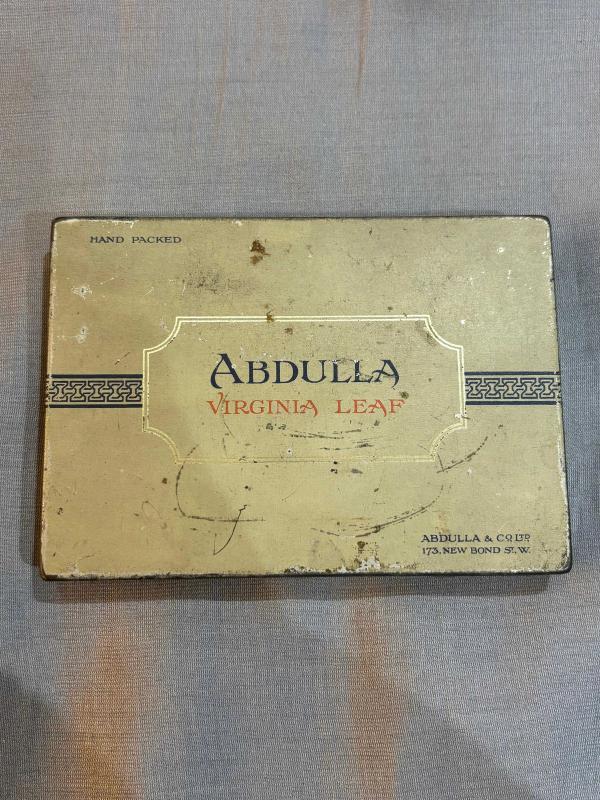 HAND PACKED
ABDULLA
VIRGINIA LEAF
ABDULLA & CO LTD
173, NEW BOND ST, W.